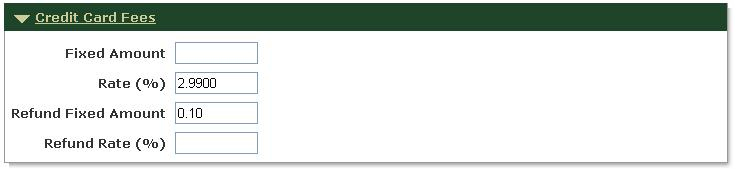 Credit Card Fees
Fixed Amount
Rate (%) 2.9900
Refund Fixed Amount 0.10
Refund Rate (%)